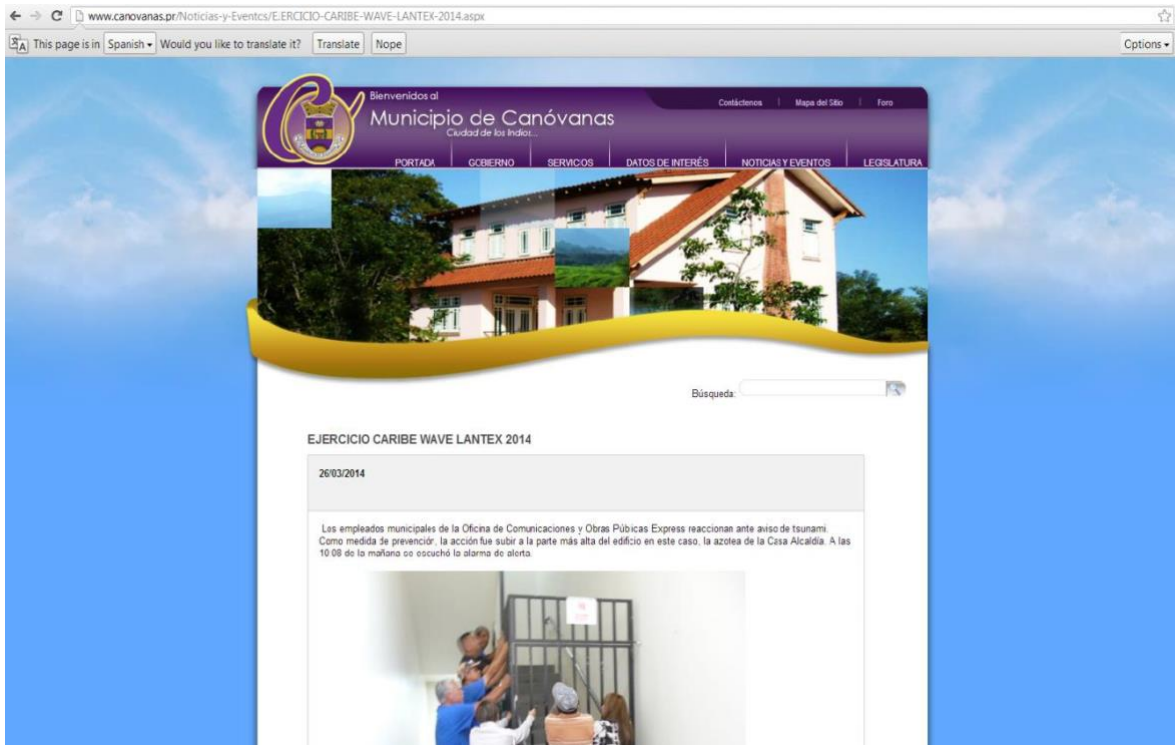 www.canovanas.pr/Noticias-y-Eventos/E.ERCICIO-CARIBE-WAVE-LANTEX-2014.aspx
This page is in Spanish Would you like to translate it? Translate Nope Options
Bienvenidos al
Contáctenos | Mapa del Sitio | Foro
Municipio de Canóvanas
Ciudad de los Indios...
PORTADA GOBIERNO SERVICOS DATOS DE INTERÉS NOTICIAS Y EVENTOS LEGISLATURA
Búsqueda:
EJERCICIO CARIBE WAVE LANTEX 2014
26/03/2014
Los empleados municipales de la Oficina de Comunicaciones y Obras Púbicas Express reaccionan ante aviso de tsunami.
Como medida de prevención, la acción fue subir a la parte más alta del edificio en este caso, la azotea de la Casa Alcaldía. A las
10:08 de la mañana se escuchó la alarma de alerta.